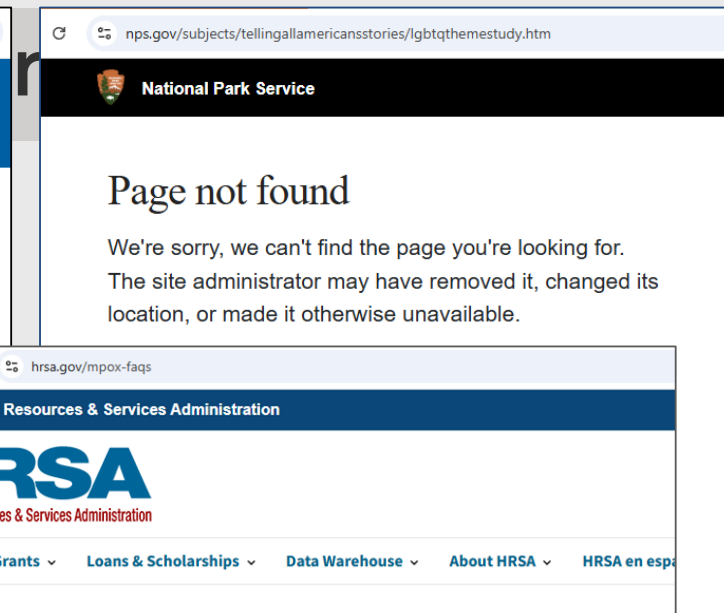 nps.gov/subjects/tellingallamericansstories/lgbtqthemestudy.htm
National Park Service
Page not found
We're sorry, we can't find the page you're looking for.
The site administrator may have removed it, changed its
location, or made it otherwise unavailable.
hrsa.gov/mpox-faqs
Resources & Services Administration
RSA
es & Services Administration
Grants
Loans & Scholarships
Data Warehouse
About HRSA
HRSA en espa